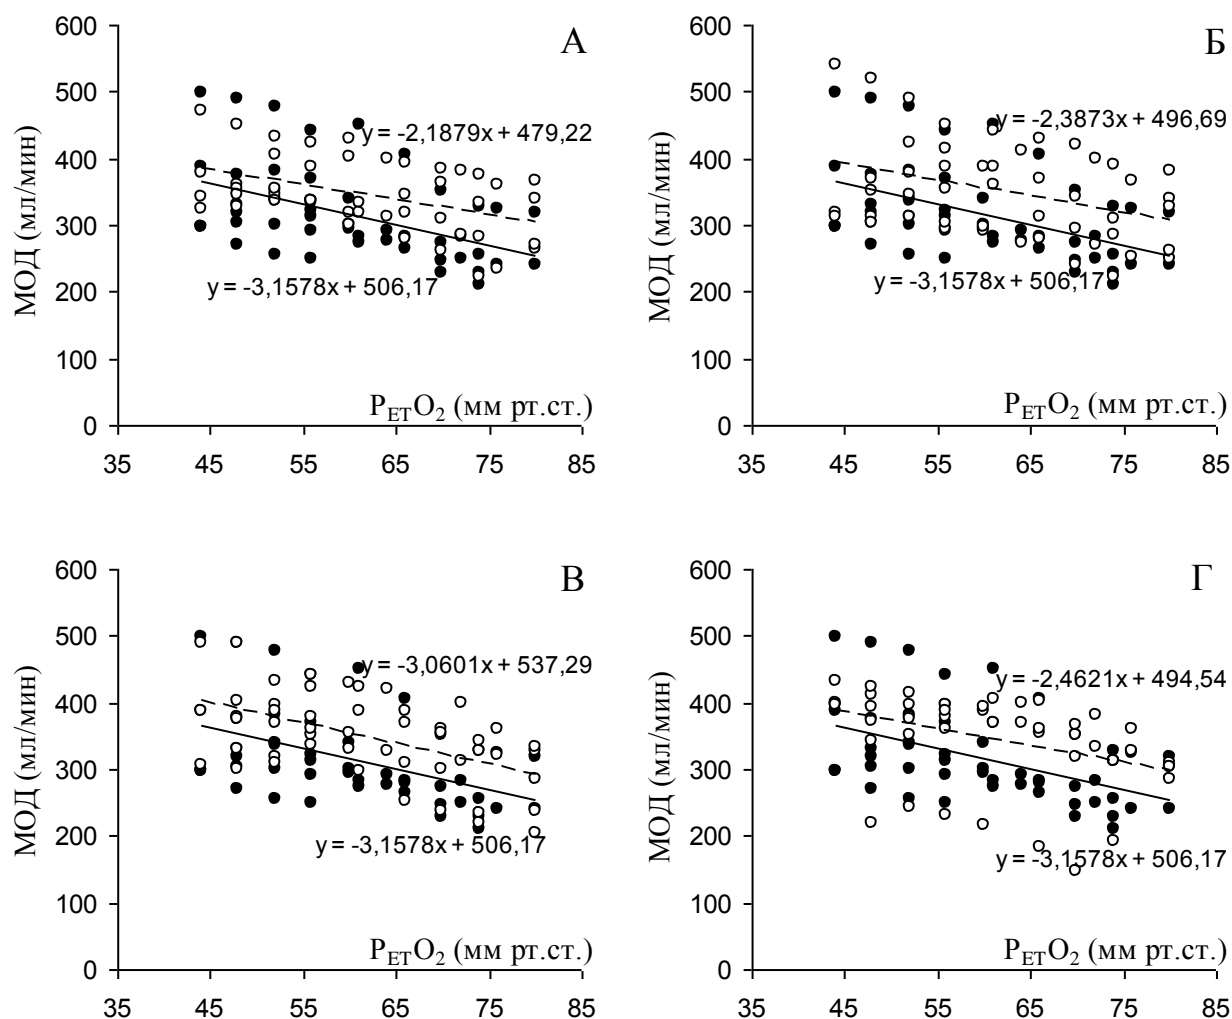 А
МОД (мл/мин)
600
500
400
300
200
100
0
y = -2,1879x + 479,22
y = -3,1578x + 506,17
PETO2 (мм рт.ст.)
35 45 55 65 75 85
Б
МОД (мл/мин)
600
500
400
300
200
100
0
y = -2,3873x + 496,69
y = -3,1578x + 506,17
PETO2 (мм рт.ст.)
35 45 55 65 75 85
В
МОД (мл/мин)
600
500
400
300
200
100
0
y = -3,0601x + 537,29
y = -3,1578x + 506,17
PETO2 (мм рт.ст.)
35 45 55 65 75 85
Г
МОД (мл/мин)
600
500
400
300
200
100
0
y = -2,4621x + 494,54
y = -3,1578x + 506,17
PETO2 (мм рт.ст.)
35 45 55 65 75 85